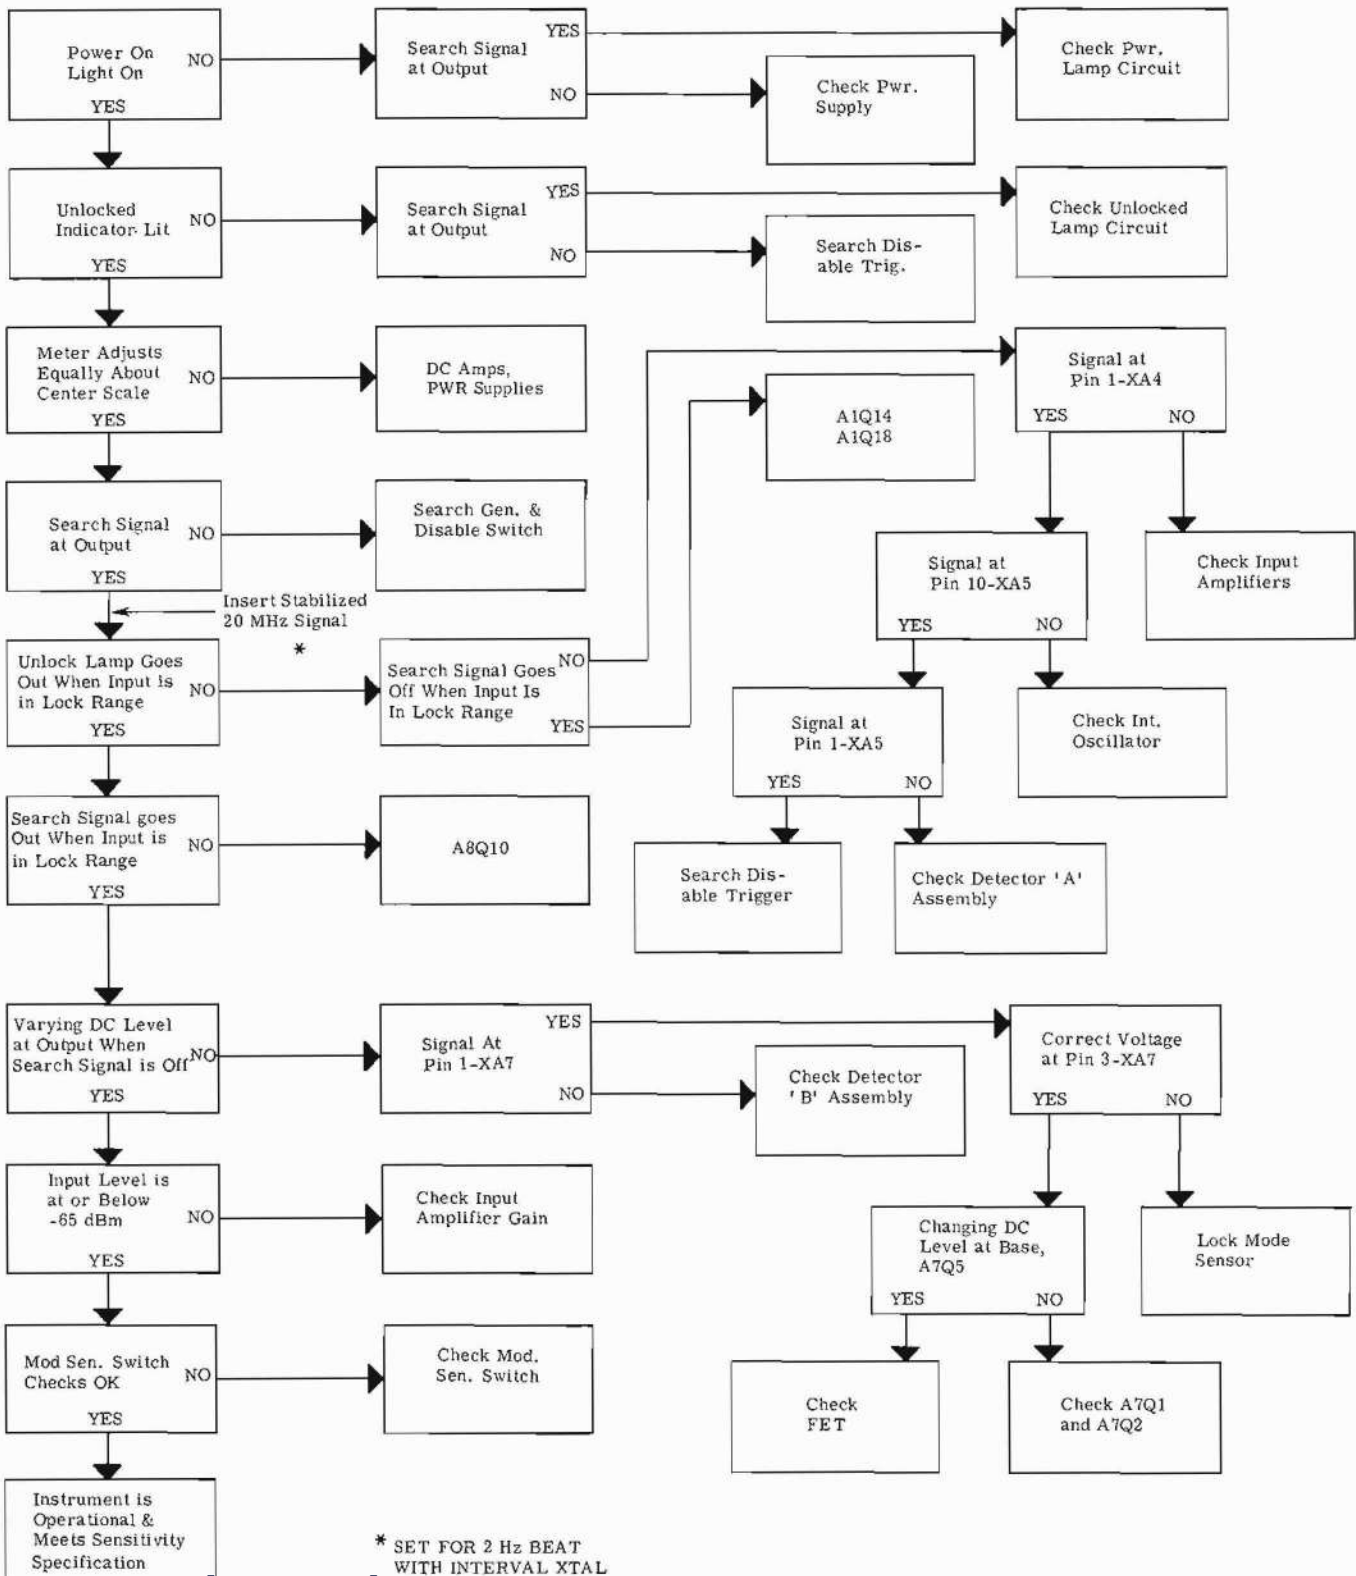 Power On
Light On
NO
YES
Search Signal
at Output
YES
NO
Check Pwr.
Supply
Check Pwr.
Lamp Circuit
Unlocked
Indicator Lit
NO
YES
Search Signal
at Output
YES
NO
Search Dis-
able Trig.
Check Unlocked
Lamp Circuit
Meter Adjusts
Equally About
Center Scale
NO
YES
DC Amps,
PWR Supplies
A1Q14
A1Q18
Signal at
Pin 1-XA4
YES NO
Search Signal
at Output
NO
YES
Search Gen. &
Disable Switch
Signal at
Pin 10-XA5
YES NO
Check Input
Amplifiers
Insert Stabilized
20 MHz Signal
*
Unlock Lamp Goes
Out When Input Is
in Lock Range
NO
YES
Search Signal Goes
Off When Input Is
In Lock Range
NO
YES
Signal at
Pin 1-XA5
YES NO
Check Int.
Oscillator
Search Signal goes
Out When Input is
in Lock Range
NO
YES
A8Q10
Search Dis-
able Trigger
Check Detector 'A'
Assembly
Varying DC Level
at Output When
Search Signal is Off
NO
YES
Signal At
Pin 1-XA7
YES
NO
Check Detector
'B' Assembly
Correct Voltage
at Pin 3-XA7
YES NO
Input Level is
at or Below
-65 dBm
NO
YES
Check Input
Amplifier Gain
Changing DC
Level at Base,
A7Q5
YES NO
Lock Mode
Sensor
Mod Sen. Switch
Checks OK
NO
YES
Check Mod.
Sen. Switch
Check
FET
Check A7Q1
and A7Q2
Instrument is
Operational &
Meets Sensitivity
Specification
* SET FOR 2 Hz BEAT
WITH INTERVAL XTAL